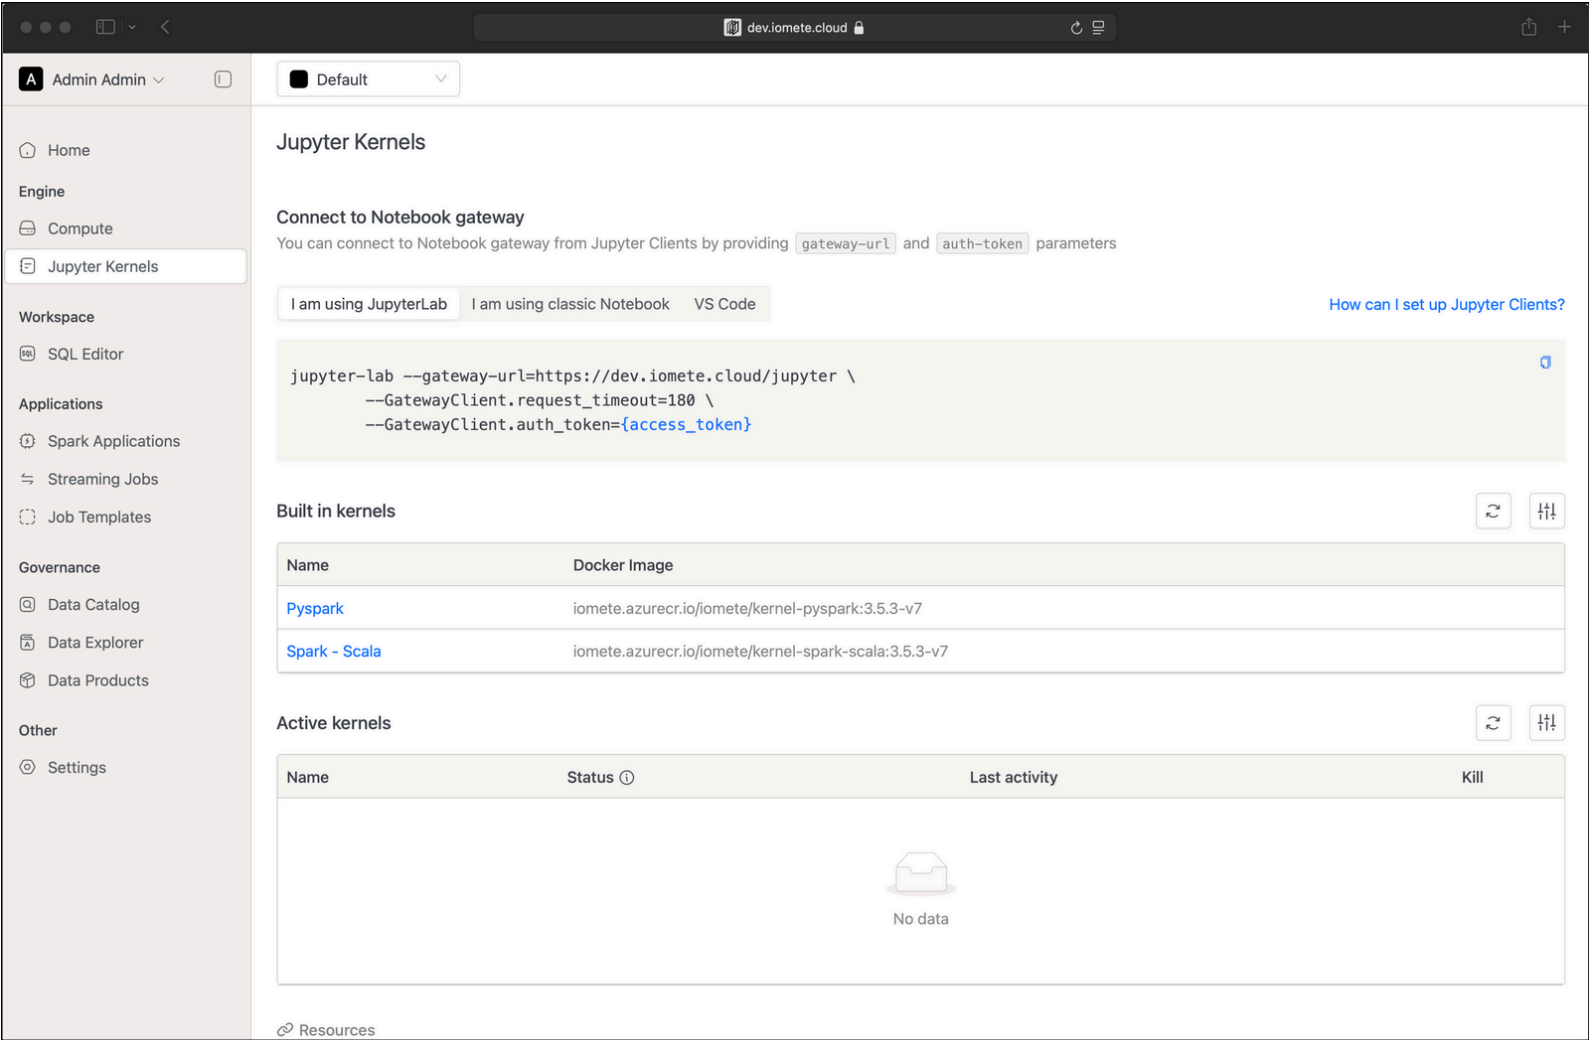 dev.iomete.cloud
A Admin Admin
Default
Home
Engine
Compute
Jupyter Kernels
Workspace
SQL Editor
Applications
Spark Applications
Streaming Jobs
Job Templates
Governance
Data Catalog
Data Explorer
Data Products
Other
Settings
Jupyter Kernels
Connect to Notebook gateway
You can connect to Notebook gateway from Jupyter Clients by providing gateway-url and auth-token parameters
I am using JupyterLab I am using classic Notebook VS Code How can I set up Jupyter Clients?
jupyter-lab --gateway-url=https://dev.iomete.cloud/jupyter \
--GatewayClient.request_timeout=180 \
--GatewayClient.auth_token={access_token}
Built in kernels
Name Docker Image
Pyspark iomete.azurecr.io/iomete/kernel-pyspark:3.5.3-v7
Spark - Scala iomete.azurecr.io/iomete/kernel-spark-scala:3.5.3-v7
Active kernels
Name Status Last activity Kill
No data
Resources